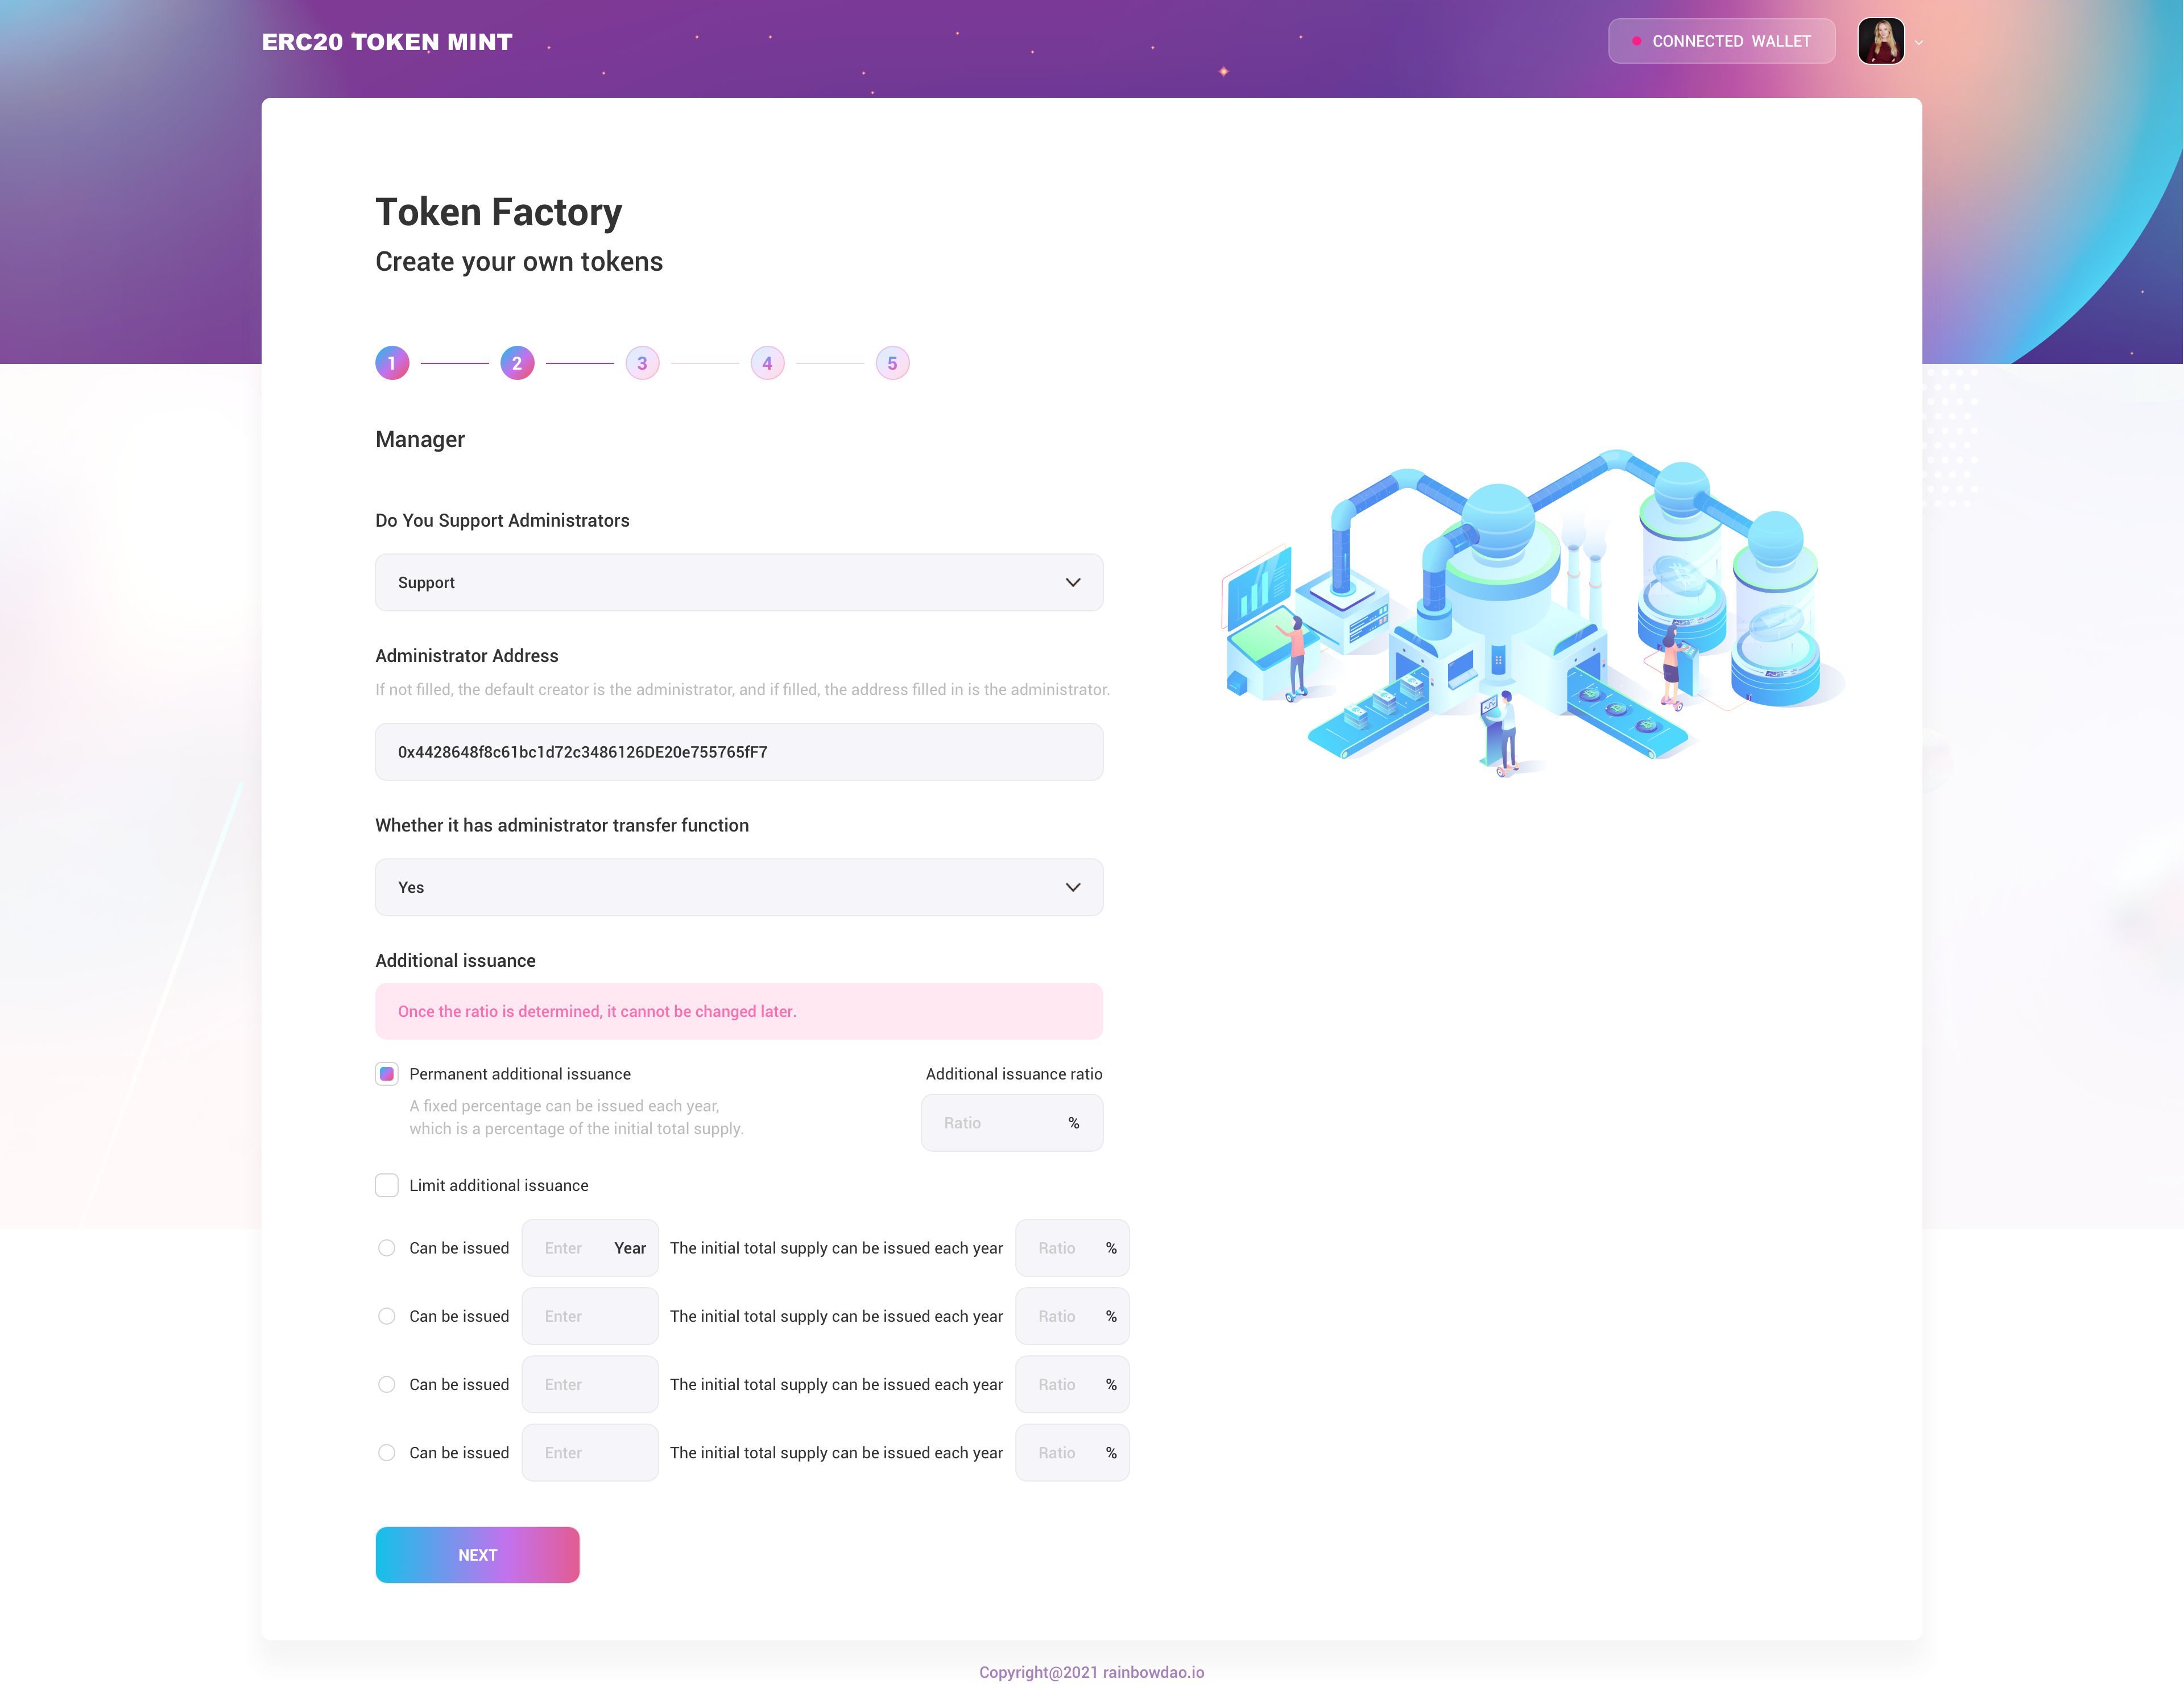 ERC20 TOKEN MINT
CONNECTED WALLET
Token Factory
Create your own tokens
1 2 3 4 5
Manager
Do You Support Administrators
Support
Administrator Address
If not filled, the default creator is the administrator, and if filled, the address filled in is the administrator.
0x4428648f8c61bc1d72c3486126DE20e755765fF7
Whether it has administrator transfer function
Yes
Additional issuance
Once the ratio is determined, it cannot be changed later.
Permanent additional issuance
Additional issuance ratio
A fixed percentage can be issued each year,
which is a percentage of the initial total supply.
Ratio %
Limit additional issuance
Can be issued Enter Year The initial total supply can be issued each year Ratio %
Can be issued Enter The initial total supply can be issued each year Ratio %
Can be issued Enter The initial total supply can be issued each year Ratio %
Can be issued Enter The initial total supply can be issued each year Ratio %
NEXT
Copyright@2021 rainbowdao.io